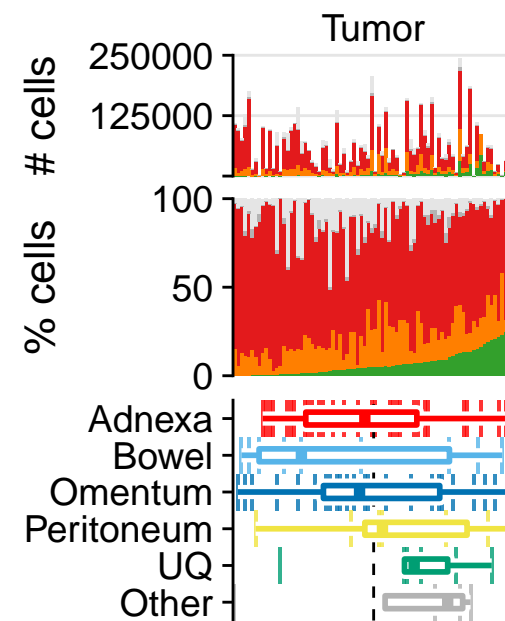 Tumor
# cells
250000
125000
% cells
100
50
0
Adnexa
Bowel
Omentum
Peritoneum
UQ
Other